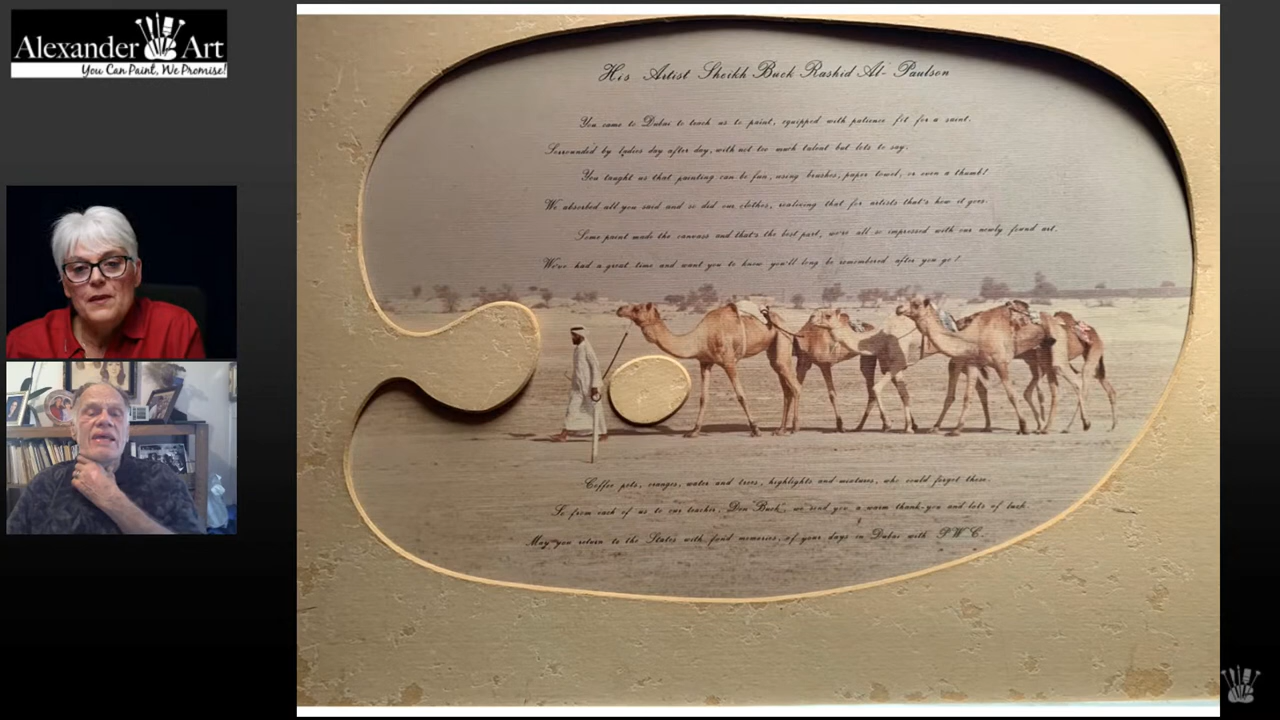 Alexander Art
You Can Paint, We Promise!
His Artist Sheikh Buck Rashid Al- Paulson
You came to Dubai to teach us to paint, equipped with patience fit for a saint.
Surrounded by ladies day after day, with not too much talent but lots to say.
You taught us that painting can be fun, using brushes, paper towel, or even a thumb!
We absorbed all you said and so did our clothes, realizing that for artists that's how it goes.
Some paint made the canvass and that's the best part, we're all so impressed with our newly found art.
We've had a great time and want you to know you'll long be remembered after you go!
Coffee pots, oranges, water and trees, highlights and mixtures, who could forget these.
So from each of us to our teacher, Don "Buck", we send you a warm thank-you and lots of luck
May you return to the States with fond memories, of your days in Dubai with P.W.C.